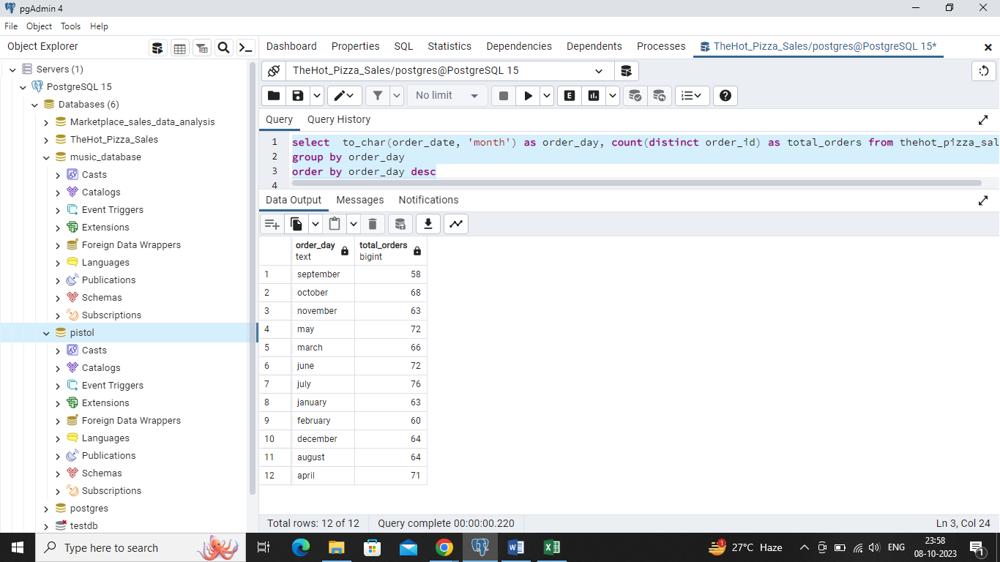 pgAdmin 4
File Object Tools Help
Object Explorer
Dashboard Properties SQL Statistics Dependencies Dependents Processes TheHot_Pizza_Sales/postgres@PostgreSQL 15*
Servers (1)
PostgreSQL 15
Databases (6)
Marketplace_sales_data_analysis
TheHot_Pizza_Sales
music_database
Casts
Catalogs
Event Triggers
Extensions
Foreign Data Wrappers
Languages
Publications
Schemas
Subscriptions
pistol
Casts
Catalogs
Event Triggers
Extensions
Foreign Data Wrappers
Languages
Publications
Schemas
Subscriptions
postgres
testdb
TheHot_Pizza_Sales/postgres@PostgreSQL 15
No limit
E
Query Query History
1 select  to_char(order_date, 'month') as order_day, count(distinct order_id) as total_orders from thehot_pizza_sal
2 group by order_day
3 order by order_day desc
4
Data Output Messages Notifications
order_day total_orders
text bigint
1 september 58
2 october 68
3 november 63
4 may 72
5 march 66
6 june 72
7 july 76
8 january 63
9 february 60
10 december 64
11 august 64
12 april 71
Total rows: 12 of 12 Query complete 00:00:00.220 Ln 3, Col 24
Type here to search
1
27°C Haze
ENG
23:58
08-10-2023
1